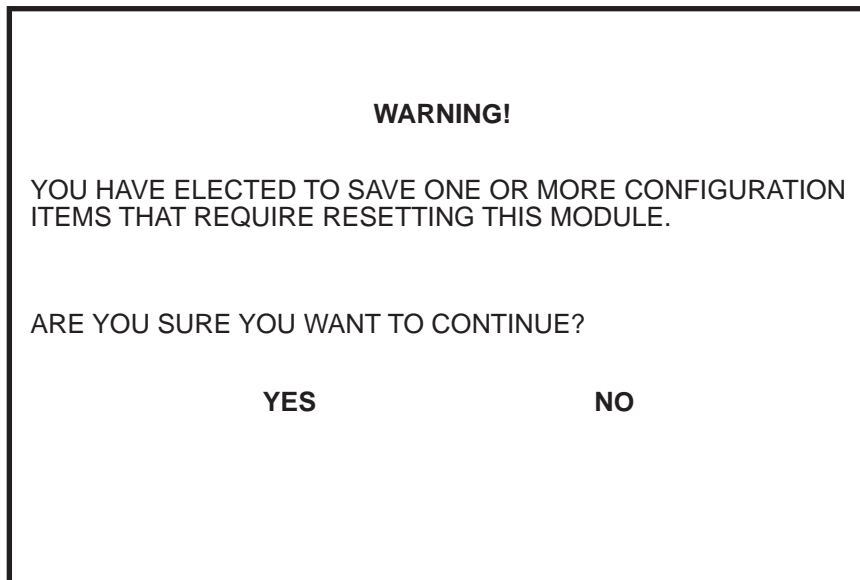 WARNING!
YOU HAVE ELECTED TO SAVE ONE OR MORE CONFIGURATION
ITEMS THAT REQUIRE RESETTING THIS MODULE.
ARE YOU SURE YOU WANT TO CONTINUE?
YES NO